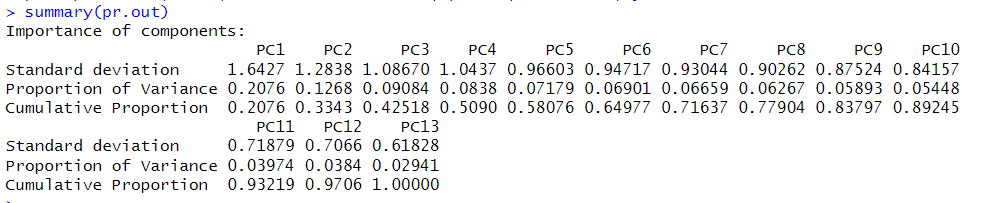 > summary(pr.out)
Importance of components:
PC1 PC2 PC3 PC4 PC5 PC6 PC7 PC8 PC9 PC10
Standard deviation 1.6427 1.2838 1.08670 1.0437 0.96603 0.94717 0.93044 0.90262 0.87524 0.84157
Proportion of Variance 0.2076 0.1268 0.09084 0.0838 0.07179 0.06901 0.06659 0.06267 0.05893 0.05448
Cumulative Proportion 0.2076 0.3343 0.42518 0.5090 0.58076 0.64977 0.71637 0.77904 0.83797 0.89245
PC11 PC12 PC13
Standard deviation 0.71879 0.7066 0.61828
Proportion of Variance 0.03974 0.0384 0.02941
Cumulative Proportion 0.93219 0.9706 1.00000